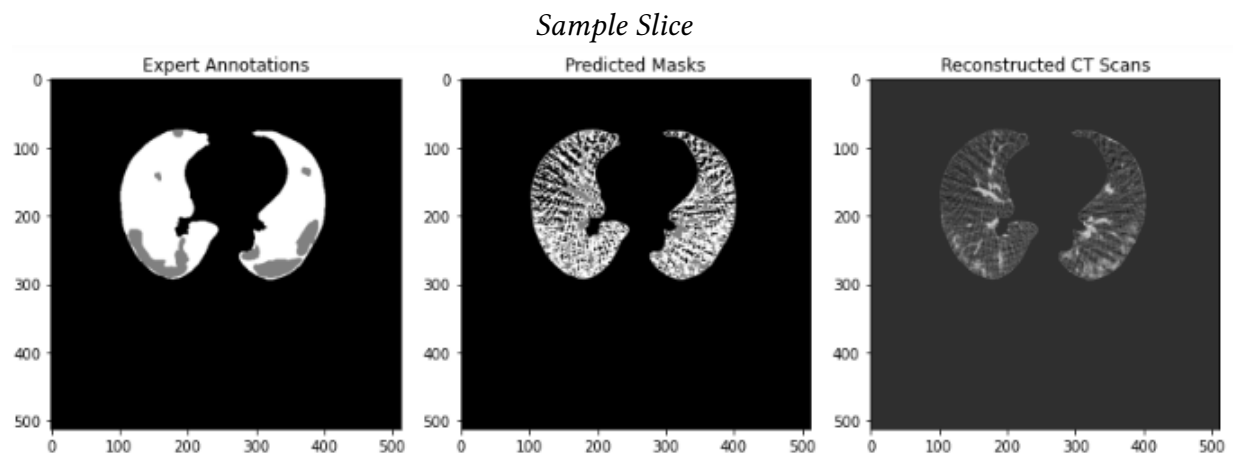 Sample Slice
Expert Annotations
Predicted Masks
Reconstructed CT Scans
0
100
200
300
400
500
0 100 200 300 400 500
0
100
200
300
400
500
0 100 200 300 400 500
0
100
200
300
400
500
0 100 200 300 400 500